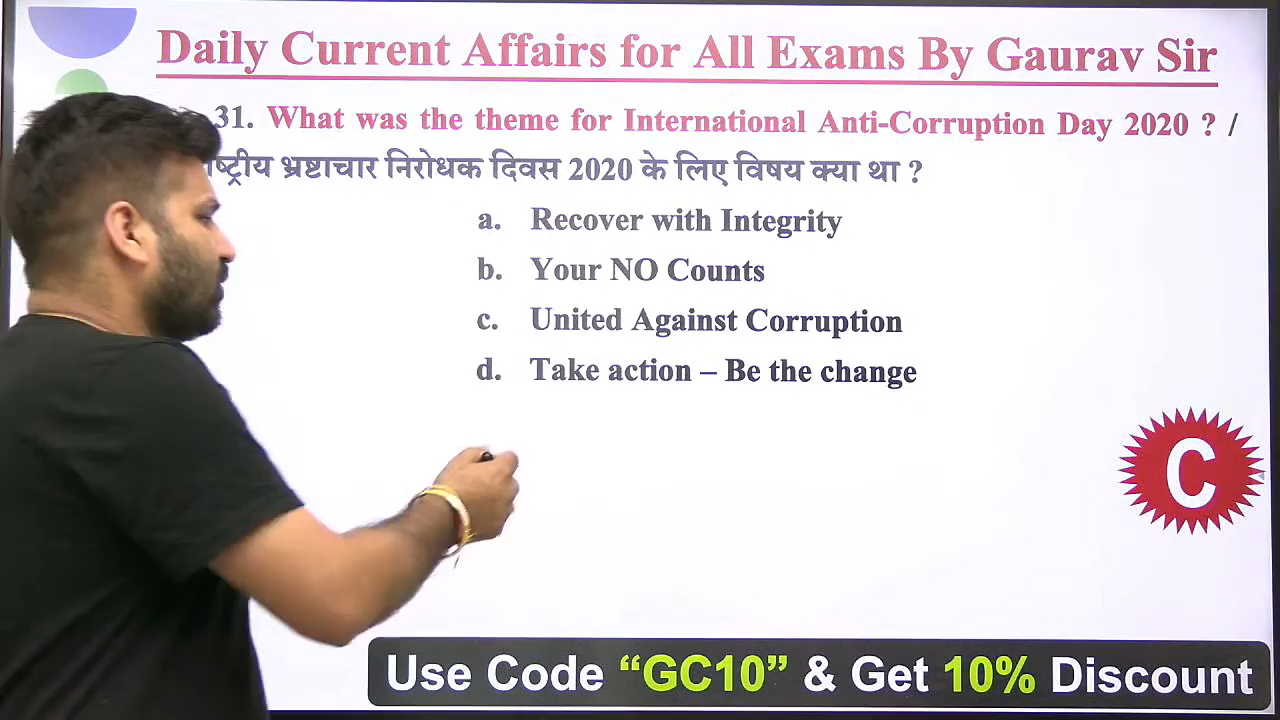 Daily Current Affairs for All Exams By Gaurav Sir
31. What was the theme for International Anti-Corruption Day 2020 ? /
भ्रष्टाचार निरोधक दिवस 2020 के लिए विषय क्या था ?
a. Recover with Integrity
b. Your NO Counts
c. United Against Corruption
d. Take action – Be the change
C
Use Code “GC10” & Get 10% Discount